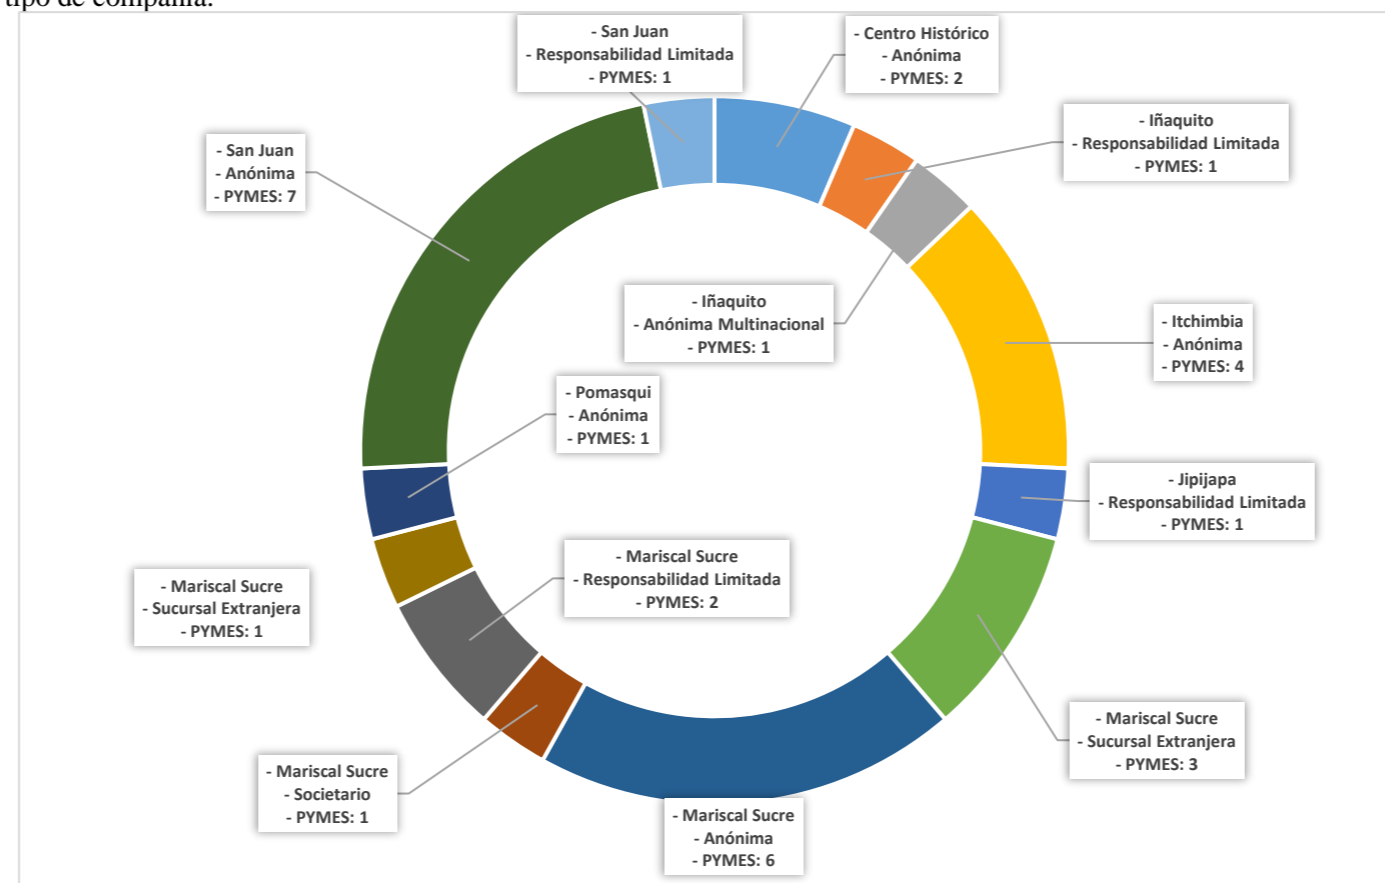 tipo de compañía.
- San Juan
- Responsabilidad Limitada
- PYMES: 1
- Centro Histórico
- Anónima
- PYMES: 2
- Iñaquito
- Responsabilidad Limitada
- PYMES: 1
- San Juan
- Anónima
- PYMES: 7
- Iñaquito
- Anónima Multinacional
- PYMES: 1
- Itchimbia
- Anónima
- PYMES: 4
- Pomasqui
- Anónima
- PYMES: 1
- Jipijapa
- Responsabilidad Limitada
- PYMES: 1
- Mariscal Sucre
- Responsabilidad Limitada
- PYMES: 2
- Mariscal Sucre
- Sucursal Extranjera
- PYMES: 1
- Mariscal Sucre
- Sucursal Extranjera
- PYMES: 3
- Mariscal Sucre
- Societario
- PYMES: 1
- Mariscal Sucre
- Anónima
- PYMES: 6